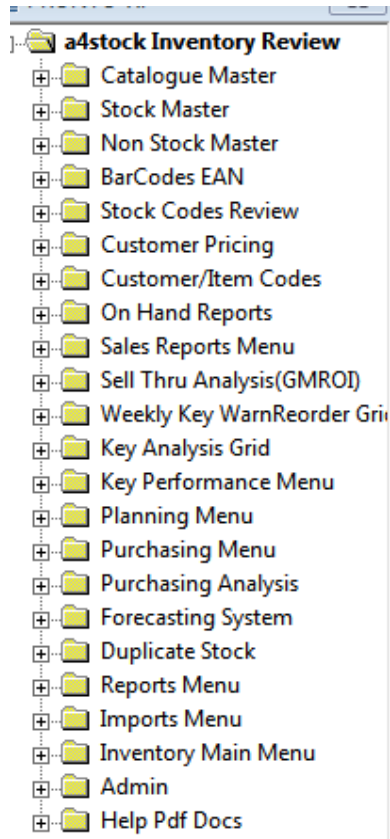 a4stock Inventory Review
Catalogue Master
Stock Master
Non Stock Master
BarCodes EAN
Stock Codes Review
Customer Pricing
Customer/Item Codes
On Hand Reports
Sales Reports Menu
Sell Thru Analysis(GMROI)
Weekly Key WarnReorder Gri
Key Analysis Grid
Key Performance Menu
Planning Menu
Purchasing Menu
Purchasing Analysis
Forecasting System
Duplicate Stock
Reports Menu
Imports Menu
Inventory Main Menu
Admin
Help Pdf Docs